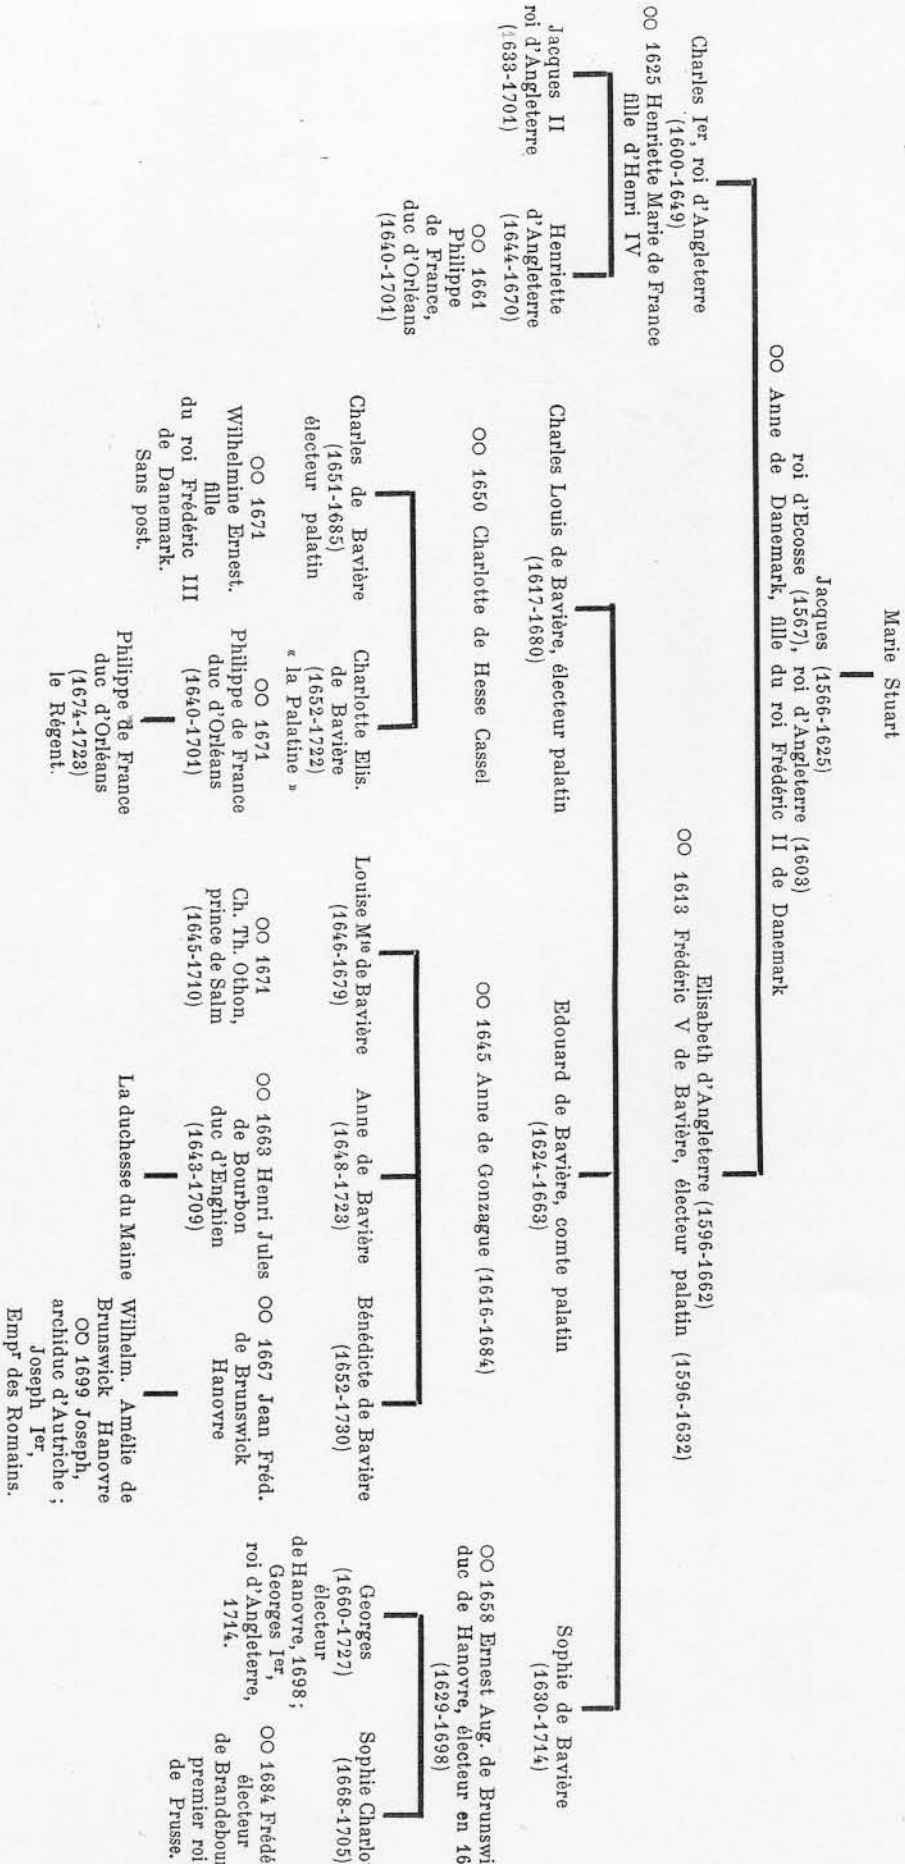 Marie Stuart
Jacques (1566-1625)
roi d'Ecosse (1567), roi d'Angleterre (1603)
OO Anne de Danemark, fille du roi Frédéric II de Danemark
Charles Ier, roi d'Angleterre
(1600-1649)
OO 1625 Henriette Marie de France
fille d'Henri IV
Elisabeth d'Angleterre (1596-1662)
OO 1613 Frédéric V de Bavière, électeur palatin (1596-1632)
Jacques II
roi d'Angleterre
(1633-1701)
Henriette
d'Angleterre
(1644-1670)
OO 1661
Philippe
de France,
duc d'Orléans
(1640-1701)
Charles Louis de Bavière, électeur palatin
(1617-1680)
OO 1650 Charlotte de Hesse Cassel
Edouard de Bavière, comte palatin
(1624-1663)
OO 1645 Anne de Gonzague (1616-1684)
Sophie de Bavière
(1630-1714)
OO 1658 Ernest Aug. de
duc de Hanovre, électeur en
(1629-1698)
Charles de Bavière
(1651-1685)
électeur palatin
OO 1671
Wilhelmine Ernest.
fille
du roi Frédéric III
de Danemark.
Sans post.
Charlotte Elis.
de Bavière
(1652-1722)
« la Palatine »
OO 1671
Philippe de France
duc d'Orléans
(1640-1701)
Philippe de France
duc d'Orléans
(1674-1723)
le Régent.
Louise Mte de Bavière
(1646-1679)
OO 1671
Ch. Th. Othon,
prince de Salm
(1645-1710)
Anne de Bavière
(1648-1723)
OO 1663 Henri Jules
de Bourbon
duc d'Enghien
(1643-1709)
La duchesse du Maine
Bénédicte de Bavière
(1652-1730)
OO 1667 Jean Fréd.
de Brunswick
Hanovre
Wilhelm. Amélie de
Brunswick Hanovre
OO 1699 Joseph,
archiduc d'Autriche ;
Joseph Ier,
Empr des Romains.
Georges
(1660-1727)
électeur
de Hanovre, 1698 ;
Georges Ier,
roi d'Angleterre,
1714.
Sophie
(1668-1705)
OO 1684
électeur
de
premier roi
de Prusse.